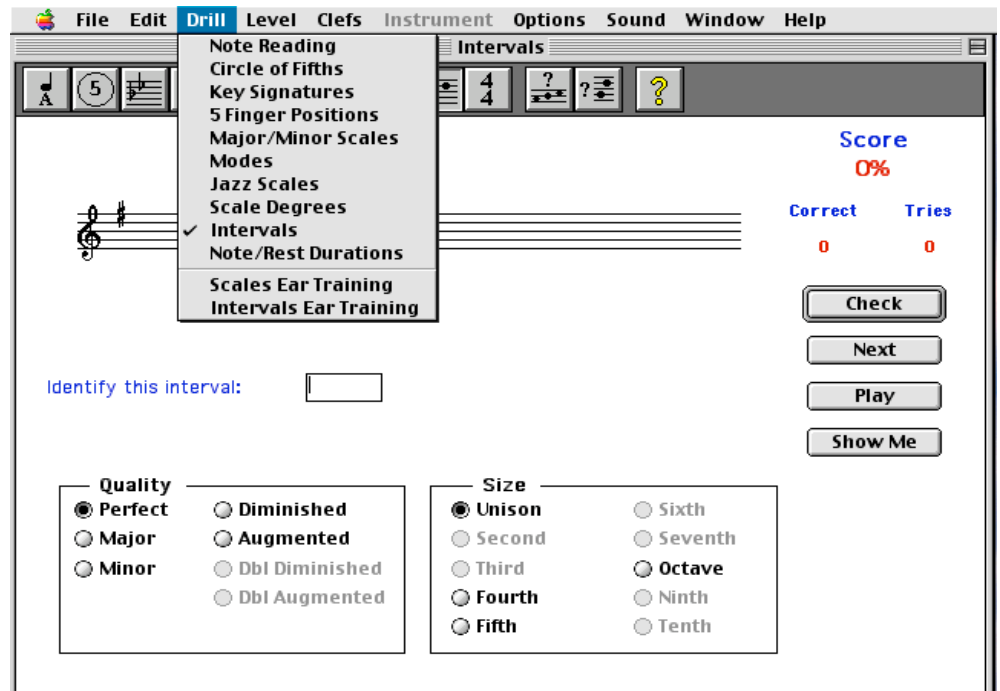 File Edit Drill Level Clefs Instrument Options Sound Window Help
Intervals
Note Reading
Circle of Fifths
Key Signatures
5 Finger Positions
Major/Minor Scales
Modes
Jazz Scales
Scale Degrees
Intervals
Note/Rest Durations
Scales Ear Training
Intervals Ear Training
A 5 4 4 ? ? ?
Score
0%
Correct Tries
0 0
Check
Next
Play
Show Me
Identify this interval:
Quality
Perfect Diminished
Major Augmented
Minor Dbl Diminished
Dbl Augmented
Size
Unison Sixth
Second Seventh
Third Octave
Fourth Ninth
Fifth Tenth